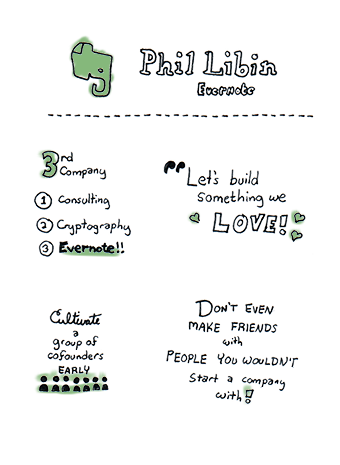 Phil Libin
Evernote
3rd
Company
1 Consulting
2 Cryptography
3 Evernote!!
"Let's build
something we
LOVE!
Cultivate
a
group of
cofounders
EARLY
DON'T EVEN
MAKE FRIENDS
with
PEOPLE YOU WOULDN'T
Start a company
with!